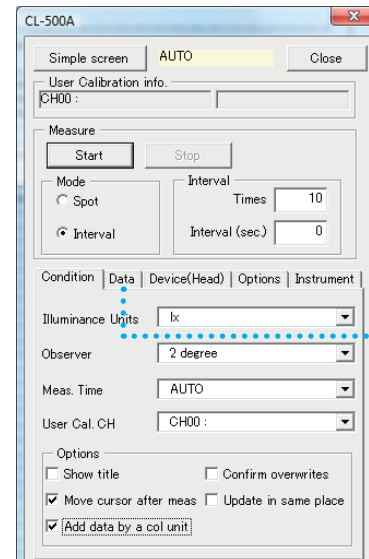 CL-500A
Simple screen AUTO Close
User Calibration info.
CH00 :
Measure
Start Stop
Mode Interval
Spot Times 10
Interval Interval (sec.) 0
Condition Data Device(Head) Options Instrument
Illuminance Units lx
Observer 2 degree
Meas. Time AUTO
User Cal. CH CH00 :
Options
Show title Confirm overwrites
Move cursor after meas Update in same place
Add data by a col unit